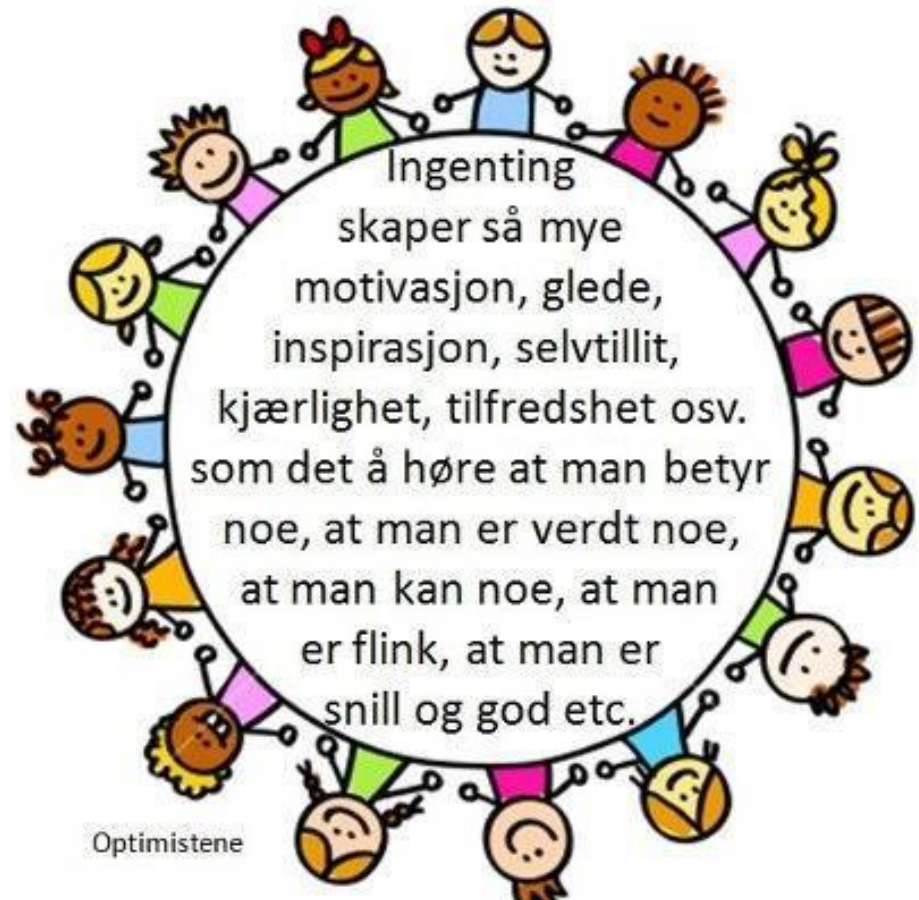 Ingenting
skaper så mye
motivasjon, glede,
inspirasjon, selvtillit,
kjærlighet, tilfredshet osv.
som det å høre at man betyr
noe, at man er verdt noe,
at man kan noe, at man
er flink, at man er
snill og god etc.
Optimistene